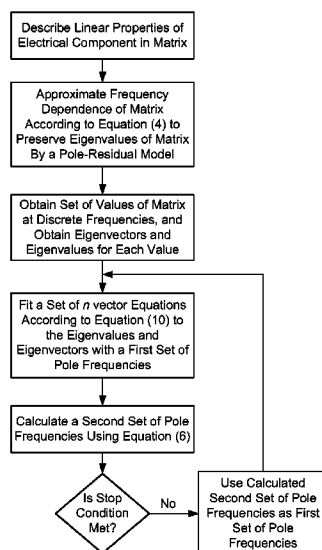 Describe Linear Properties of
Electrical Component in Matrix
Approximate Frequency
Dependence of Matrix
According to Equation (4) to
Preserve Eigenvalues of Matrix
By a Pole-Residual Model
Obtain Set of Values of Matrix
at Discrete Frequencies, and
Obtain Eigenvectors and
Eigenvalues for Each Value
Fit a Set of n vector Equations
According to Equation (10) to
the Eigenvalues and
Eigenvectors with a First Set of
Pole Frequencies
Calculate a Second Set of Pole
Frequencies Using Equation (6)
Is Stop
Condition
Met?
No
Use Calculated
Second Set of Pole
Frequencies as First
Set of Pole
Frequencies